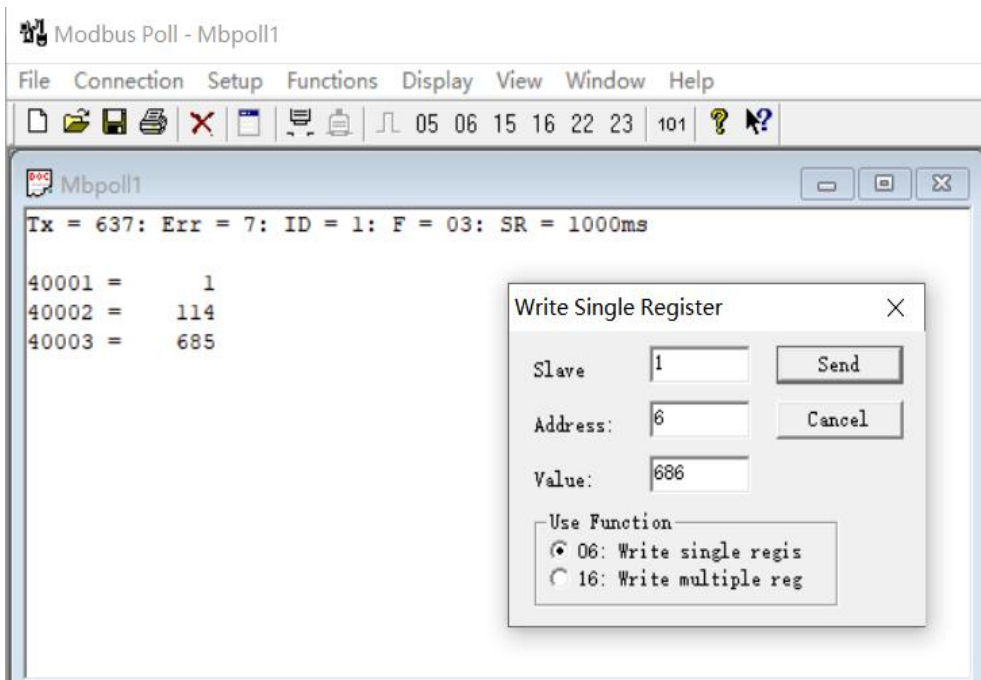 Modbus Poll - Mbpoll1
File Connection Setup Functions Display View Window Help
05 06 15 16 22 23 101
Mbpoll1
Tx = 637: Err = 7: ID = 1: F = 03: SR = 1000ms
40001 = 1
40002 = 114
40003 = 685
Write Single Register
Slave 1 Send
Address: 6 Cancel
Value: 686
Use Function
06: Write single regis
16: Write multiple reg